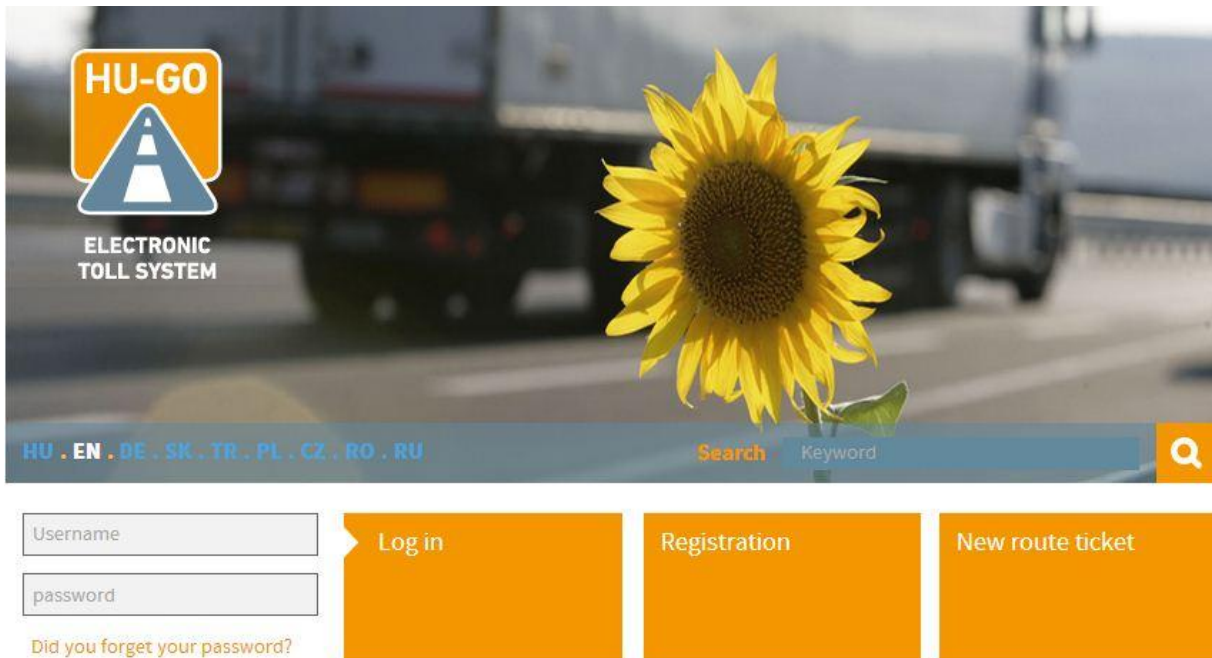 HU-GO
ELECTRONIC
TOLL SYSTEM
HU . EN . DE . SK . TR . PL . CZ . RO . RU
Search Keyword
Username
Log in
Registration
New route ticket
password
Did you forget your password?